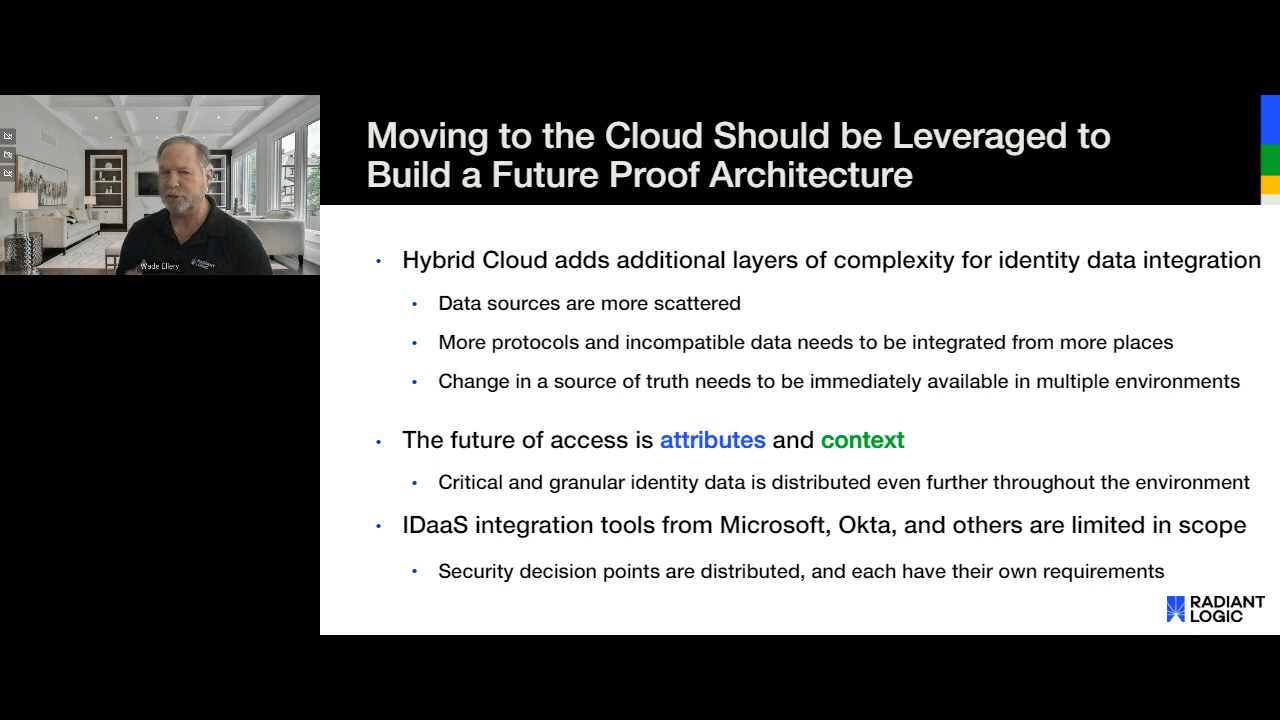 Moving to the Cloud Should be Leveraged to
Build a Future Proof Architecture
Wade Ellery
RADIANT
LOGIC
• Hybrid Cloud adds additional layers of complexity for identity data integration
• Data sources are more scattered
• More protocols and incompatible data needs to be integrated from more places
• Change in a source of truth needs to be immediately available in multiple environments
• The future of access is attributes and context
• Critical and granular identity data is distributed even further throughout the environment
• IDaaS integration tools from Microsoft, Okta, and others are limited in scope
• Security decision points are distributed, and each have their own requirements
RADIANT
LOGIC